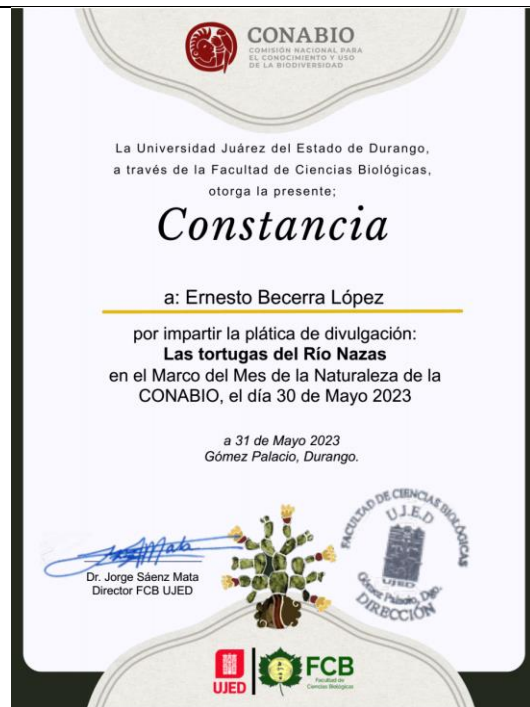 CONABIO
COMISIÓN NACIONAL PARA
EL CONOCIMIENTO Y USO
DE LA BIODIVERSIDAD
La Universidad Juárez del Estado de Durango,
a través de la Facultad de Ciencias Biológicas,
otorga la presente;
Constancia
a: Ernesto Becerra López
por impartir la plática de divulgación:
Las tortugas del Río Nazas
en el Marco del Mes de la Naturaleza de la
CONABIO, el día 30 de Mayo 2023
a 31 de Mayo 2023
Gómez Palacio, Durango.
Dr. Jorge Sáenz Mata
Director FCB UJED
FACULTAD DE CIENCIAS BIOLÓGICAS
U.J.E.D.
UJED
Gómez Palacio, Dgo.
DIRECCIÓN
UJED
FCB
Facultad de
Ciencias Biológicas